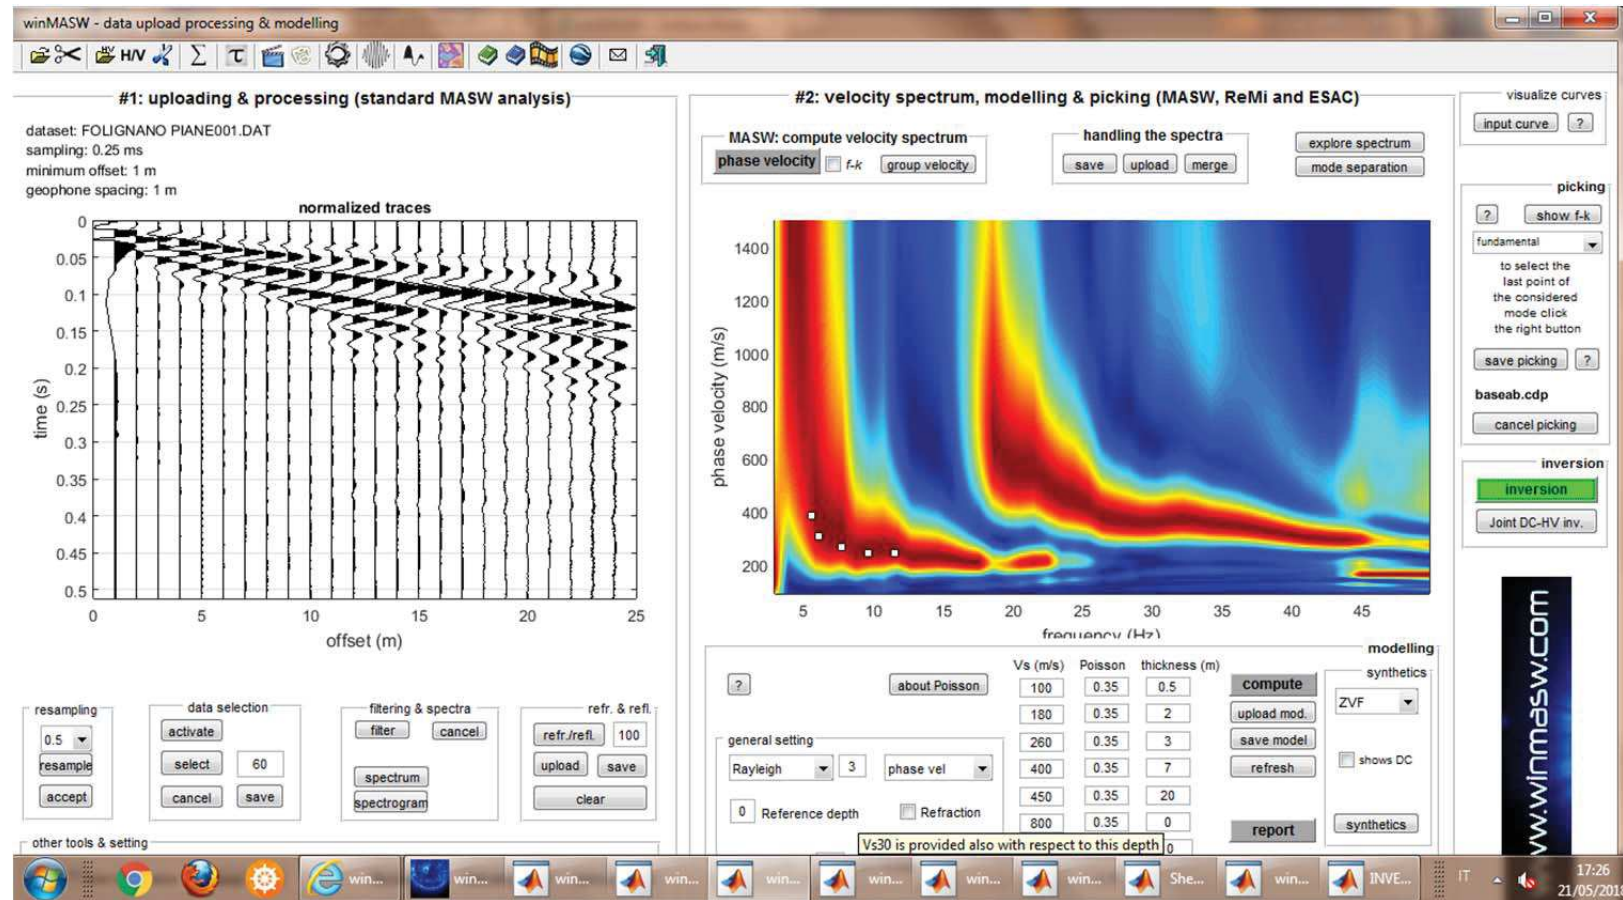 winMASW - data upload processing & modelling
H/V
#1: uploading & processing (standard MASW analysis)
dataset: FOLIGNANO PIANE001.DAT
sampling: 0.25 ms
minimum offset: 1 m
geophone spacing: 1 m
normalized traces
0
0.05
0.1
0.15
0.2
0.25
0.3
0.35
0.4
0.45
0.5
time (s)
0 5 10 15 20 25
offset (m)
resampling
0.5
resample
accept
data selection
activate
select 60
cancel save
filtering & spectra
filter cancel
spectrum
spectrogram
refr. & refl.
refr./refl. 100
upload save
clear
other tools & setting
#2: velocity spectrum, modelling & picking (MASW, ReMi and ESAC)
MASW: compute velocity spectrum
phase velocity f-k group velocity
handling the spectra
save upload merge
explore spectrum
mode separation
1400
1200
1000
800
600
400
200
phase velocity (m/s)
5 10 15 20 25 30 35 40 45
frequency (Hz)
modelling
? about Poisson
general setting
Rayleigh 3 phase vel
0 Reference depth Refraction
Vs30 is provided also with respect to this depth
Vs (m/s) Poisson thickness (m)
100 0.35 0.5
180 0.35 2
260 0.35 3
400 0.35 7
450 0.35 20
800 0.35 0
0
compute
upload mod.
save model
refresh
report
synthetics
ZVF
shows DC
synthetics
visualize curves
input curve ?
picking
? show f-k
fundamental
to select the
last point of
the considered
mode click
the right button
save picking ?
baseab.cdp
cancel picking
inversion
inversion
Joint DC-HV inv.
www.winmasw.com
win... win... win... win... win... win... win... win... She... win... INVE...
IT
17:26
21/05/2018